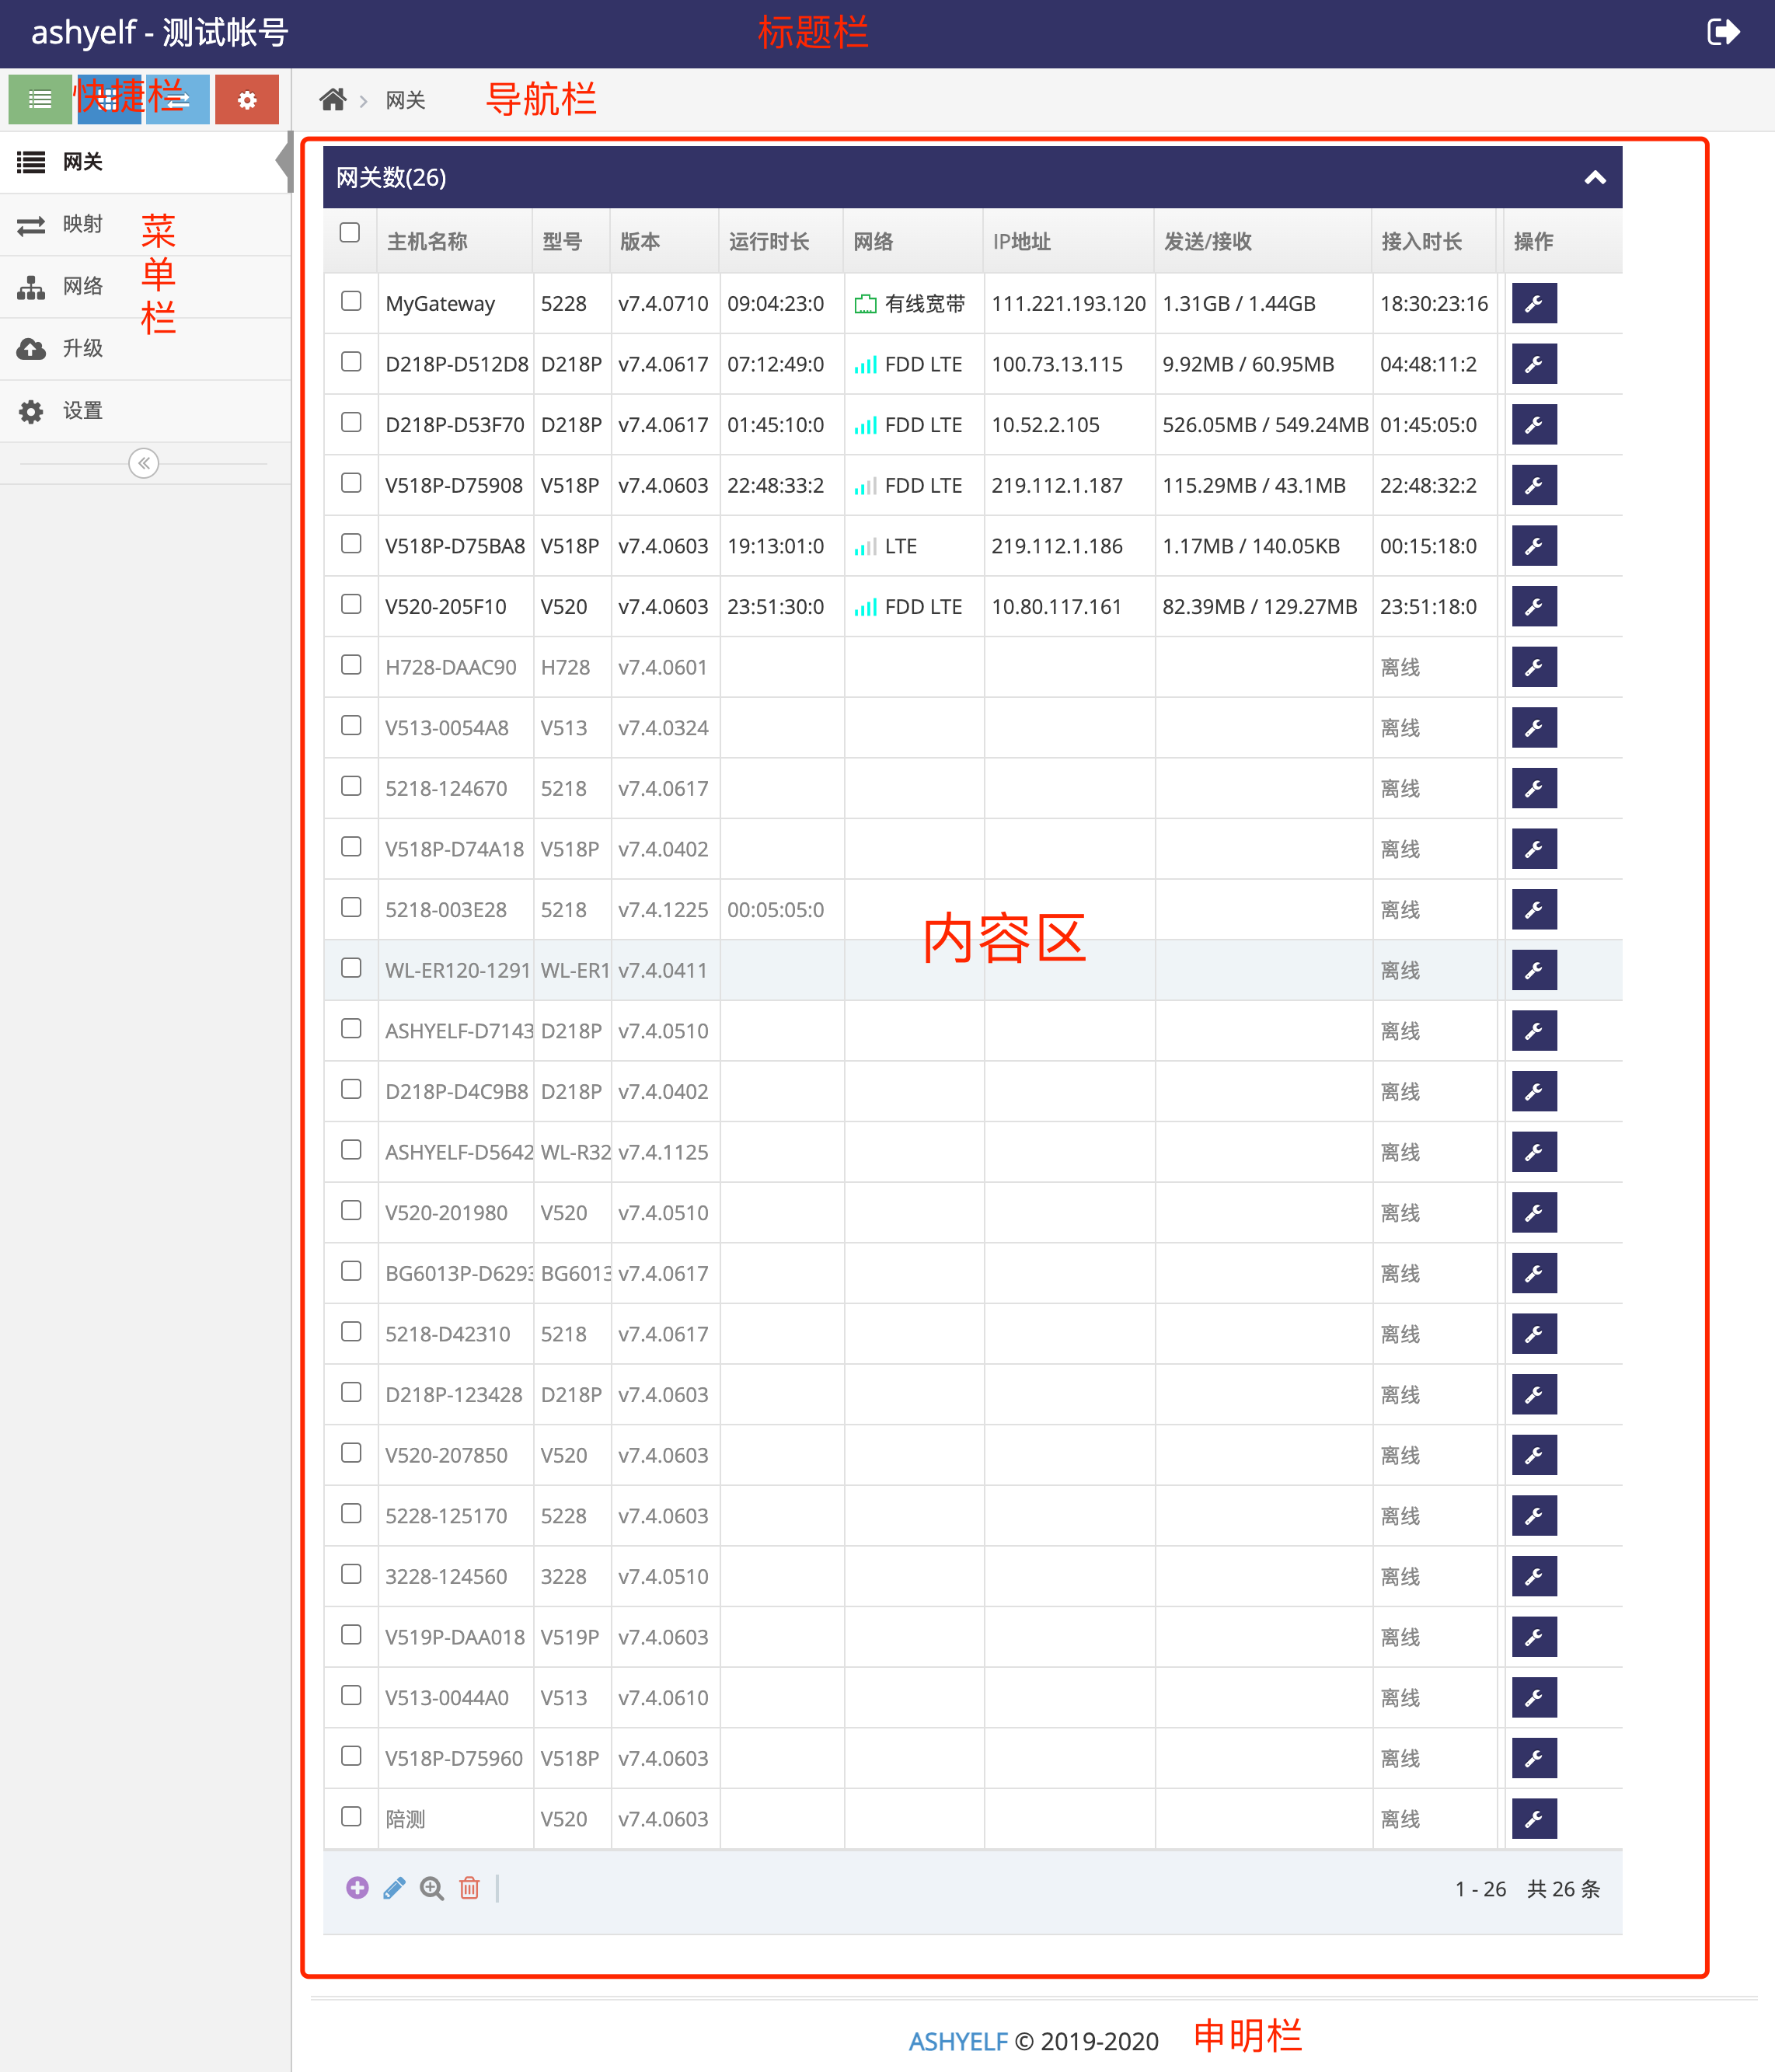 ashyelf - 测试帐号 标题栏
快捷栏 网关 导航栏
网关
映射
网络
升级
设置
菜单栏
网关数(26)
主机名称 型号 版本 运行时长 网络 IP地址 发送/接收 接入时长 操作
MyGateway 5228 v7.4.0710 09:04:23:0 有线宽带 111.221.193.120 1.31GB / 1.44GB 18:30:23:16
D218P-D512D8 D218P v7.4.0617 07:12:49:0 FDD LTE 100.73.13.115 9.92MB / 60.95MB 04:48:11:2
D218P-D53F70 D218P v7.4.0617 01:45:10:0 FDD LTE 10.52.2.105 526.05MB / 549.24MB 01:45:05:0
V518P-D75908 V518P v7.4.0603 22:48:33:2 FDD LTE 219.112.1.187 115.29MB / 43.1MB 22:48:32:2
V518P-D75BA8 V518P v7.4.0603 19:13:01:0 LTE 219.112.1.186 1.17MB / 140.05KB 00:15:18:0
V520-205F10 V520 v7.4.0603 23:51:30:0 FDD LTE 10.80.117.161 82.39MB / 129.27MB 23:51:18:0
H728-DAAC90 H728 v7.4.0601 离线
V513-0054A8 V513 v7.4.0324 离线
5218-124670 5218 v7.4.0617 离线
V518P-D74A18 V518P v7.4.0402 离线
5218-003E28 5218 v7.4.1225 00:05:05:0 离线
内容区
WL-ER120-1291 WL-ER1 v7.4.0411 离线
ASHYELF-D7143 D218P v7.4.0510 离线
D218P-D4C9B8 D218P v7.4.0402 离线
ASHYELF-D5642 WL-R32 v7.4.1125 离线
V520-201980 V520 v7.4.0510 离线
BG6013P-D6293 BG6013 v7.4.0617 离线
5218-D42310 5218 v7.4.0617 离线
D218P-123428 D218P v7.4.0603 离线
V520-207850 V520 v7.4.0603 离线
5228-125170 5228 v7.4.0603 离线
3228-124560 3228 v7.4.0510 离线
V519P-DAA018 V519P v7.4.0603 离线
V513-0044A0 V513 v7.4.0610 离线
V518P-D75960 V518P v7.4.0603 离线
陪测 V520 v7.4.0603 离线
1 - 26 共 26 条
ASHYELF © 2019-2020 申明栏